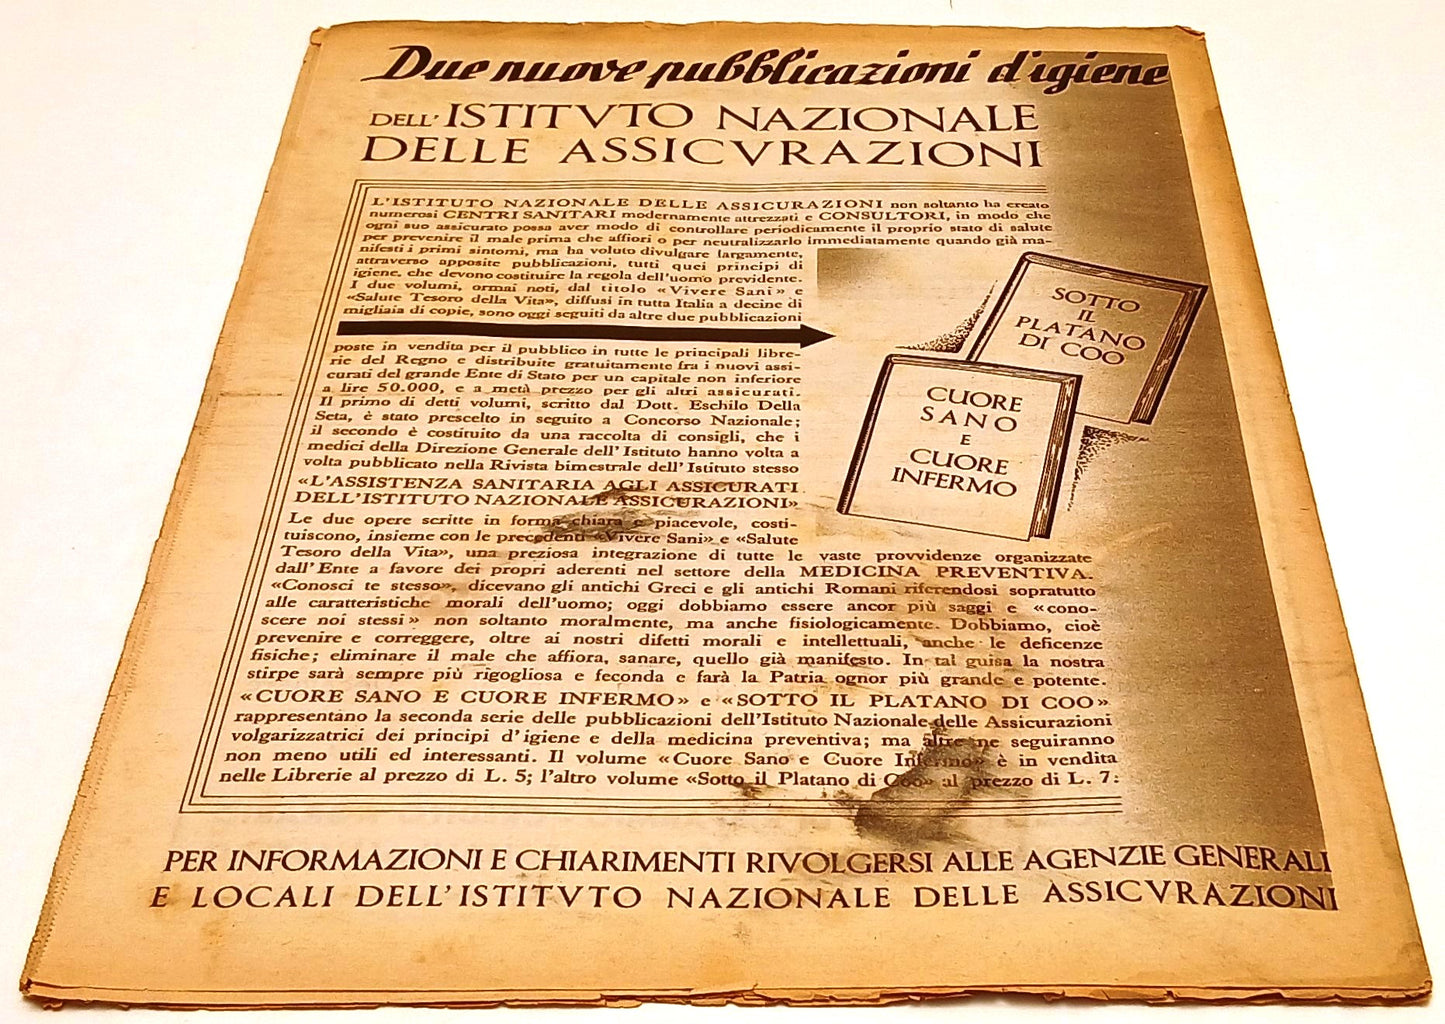 Due nuove pubblicazioni d'igiene
DELL'ISTITVTO NAZIONALE
DELLE ASSICVRAZIONI
L'ISTITUTO NAZIONALE DELLE ASSICURAZIONI non soltanto ha creato
numerosi CENTRI SANITARI modernamente attrezzati e CONSULTORI, in modo che
ogni suo assicurato possa aver modo di controllare periodicamente il proprio stato di salute
per prevenire il male prima che affiori o per neutralizzarlo immediatamente quando già ma-
nifesti i primi sintomi, ma ha voluto divulgare largamente,
attraverso apposite pubblicazioni, tutti quei principi di
igiene, che devono costituire la regola dell'uomo previdente.
I due volumi, ormai noti, dal titolo «Vivere Sani» e
«Salute Tesoro della Vita», diffusi in tutta Italia a decine di
migliaia di copie, sono oggi seguiti da altre due pubblicazioni
poste in vendita per il pubblico in tutte le principali libre-
rie del Regno e distribuite gratuitamente fra i nuovi assi-
curati del grande Ente di Stato per un capitale non inferiore
a lire 50.000, e a metà prezzo per gli altri assicurati.
Il primo di detti volumi, scritto dal Dott. Eschilo Della
Seta, è stato prescelto in seguito a Concorso Nazionale;
il secondo è costituito da una raccolta di consigli, che i
medici della Direzione Generale dell'Istituto hanno volta a
volta pubblicato nella Rivista bimestrale dell'Istituto stesso
«L'ASSISTENZA SANITARIA AGLI ASSICURATI
DELL'ISTITUTO NAZIONALE ASSICURAZIONI»
Le due opere scritte in forma chiara e piacevole, costi-
tuiscono, insieme con le precedenti «Vivere Sani» e «Salute
Tesoro della Vita», una preziosa integrazione di tutte le vaste provvidenze organizzate
dall'Ente a favore dei propri aderenti nel settore della MEDICINA PREVENTIVA.
«Conosci te stesso», dicevano gli antichi Greci e gli antichi Romani riferendosi sopratutto
alle caratteristiche morali dell'uomo; oggi dobbiamo essere ancor più saggi e «cono-
scere noi stessi» non soltanto moralmente, ma anche fisiologicamente. Dobbiamo, cioè
prevenire e correggere, oltre ai nostri difetti morali e intellettuali, anche le deficenze
fisiche; eliminare il male che affiora, sanare, quello già manifesto. In tal guisa la nostra
stirpe sarà sempre più rigogliosa e feconda e farà la Patria ognor più grande e potente.
«CUORE SANO E CUORE INFERMO» e «SOTTO IL PLATANO DI COO»
rappresentano la seconda serie delle pubblicazioni dell'Istituto Nazionale delle Assicurazioni
volgarizzatrici dei principi d'igiene e della medicina preventiva; ma altre ne seguiranno
non meno utili ed interessanti. Il volume «Cuore Sano e Cuore Infermo» è in vendita
nelle Librerie al prezzo di L. 5; l'altro volume «Sotto il Platano di Coo» al prezzo di L. 7:
SOTTO
IL
PLATANO
DI COO
CUORE
SANO
E
CUORE
INFERMO
PER INFORMAZIONI E CHIARIMENTI RIVOLGERSI ALLE AGENZIE GENERALI
E LOCALI DELL'ISTITVTO NAZIONALE DELLE ASSICVRAZIONI